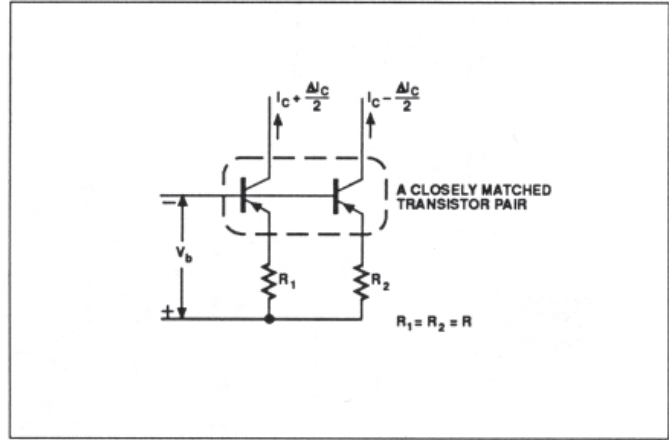 I_C + ΔI_C/2
I_C − ΔI_C/2
A CLOSELY MATCHED
TRANSISTOR PAIR
−
V_b
R_1
R_2
+
R_1 = R_2 = R